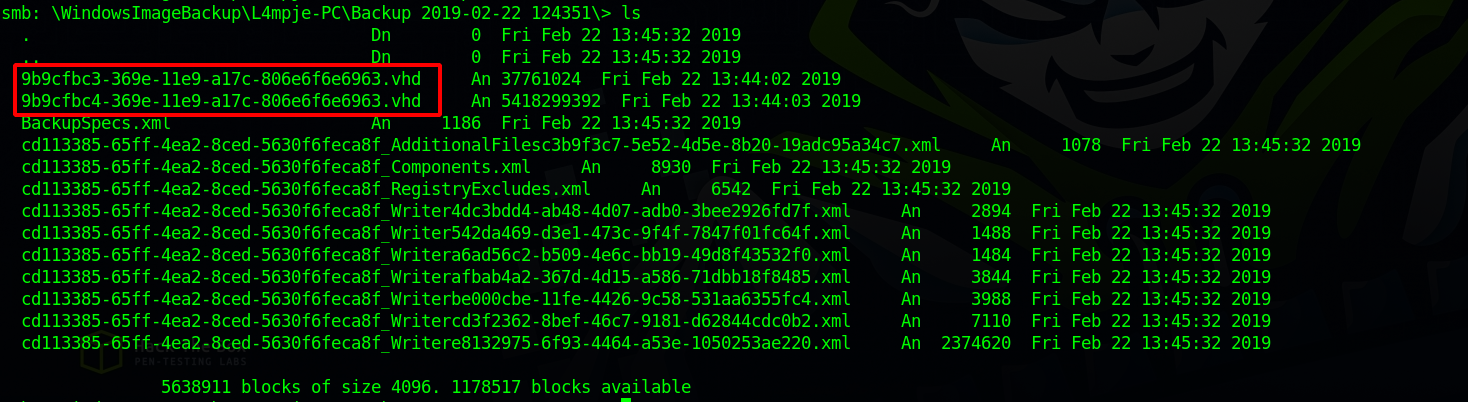 smb: \WindowsImageBackup\L4mpje-PC\Backup 2019-02-22 124351\> ls
. Dn 0 Fri Feb 22 13:45:32 2019
.. Dn 0 Fri Feb 22 13:45:32 2019
9b9cfbc3-369e-11e9-a17c-806e6f6e6963.vhd An 37761024 Fri Feb 22 13:44:02 2019
9b9cfbc4-369e-11e9-a17c-806e6f6e6963.vhd An 5418299392 Fri Feb 22 13:44:03 2019
BackupSpecs.xml An 1186 Fri Feb 22 13:45:32 2019
cd113385-65ff-4ea2-8ced-5630f6feca8f_AdditionalFilesc3b9f3c7-5e52-4d5e-8b20-19adc95a34c7.xml An 1078 Fri Feb 22 13:45:32 2019
cd113385-65ff-4ea2-8ced-5630f6feca8f_Components.xml An 8930 Fri Feb 22 13:45:32 2019
cd113385-65ff-4ea2-8ced-5630f6feca8f_RegistryExcludes.xml An 6542 Fri Feb 22 13:45:32 2019
cd113385-65ff-4ea2-8ced-5630f6feca8f_Writer4dc3bdd4-ab48-4d07-adb0-3bee2926fd7f.xml An 2894 Fri Feb 22 13:45:32 2019
cd113385-65ff-4ea2-8ced-5630f6feca8f_Writer542da469-d3e1-473c-9f4f-7847f01fc64f.xml An 1488 Fri Feb 22 13:45:32 2019
cd113385-65ff-4ea2-8ced-5630f6feca8f_Writera6ad56c2-b509-4e6c-bb19-49d8f43532f0.xml An 1484 Fri Feb 22 13:45:32 2019
cd113385-65ff-4ea2-8ced-5630f6feca8f_Writerafbab4a2-367d-4d15-a586-71dbb18f8485.xml An 3844 Fri Feb 22 13:45:32 2019
cd113385-65ff-4ea2-8ced-5630f6feca8f_Writerbe000cbe-11fe-4426-9c58-531aa6355fc4.xml An 3988 Fri Feb 22 13:45:32 2019
cd113385-65ff-4ea2-8ced-5630f6feca8f_Writercd3f2362-8bef-46c7-9181-d62844cdc0b2.xml An 7110 Fri Feb 22 13:45:32 2019
cd113385-65ff-4ea2-8ced-5630f6feca8f_Writere8132975-6f93-4464-a53e-1050253ae220.xml An 2374620 Fri Feb 22 13:45:32 2019
PEN-TESTING LABS
5638911 blocks of size 4096. 1178517 blocks available